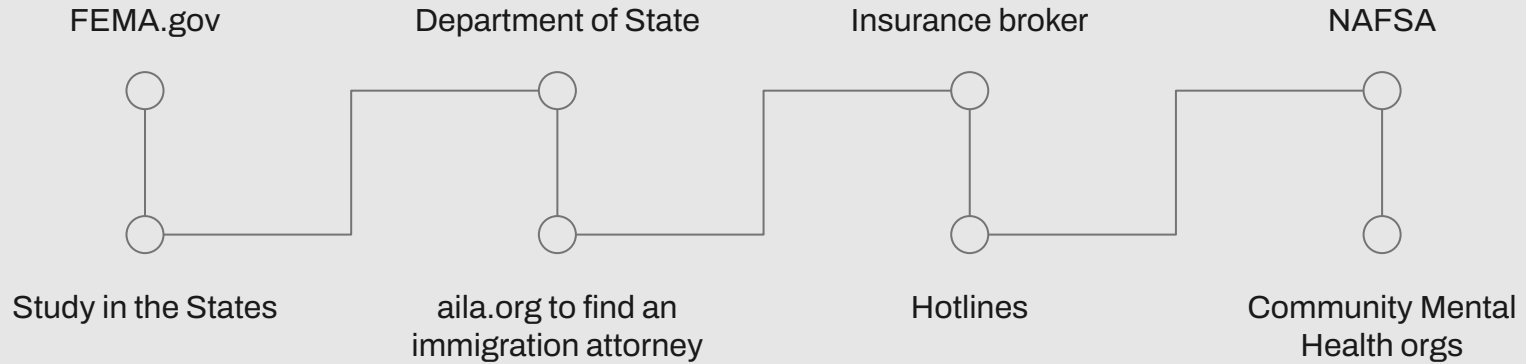 FEMA.gov
Department of State
Insurance broker
NAFSA
Study in the States
aila.org to find an
immigration attorney
Hotlines
Community Mental
Health orgs